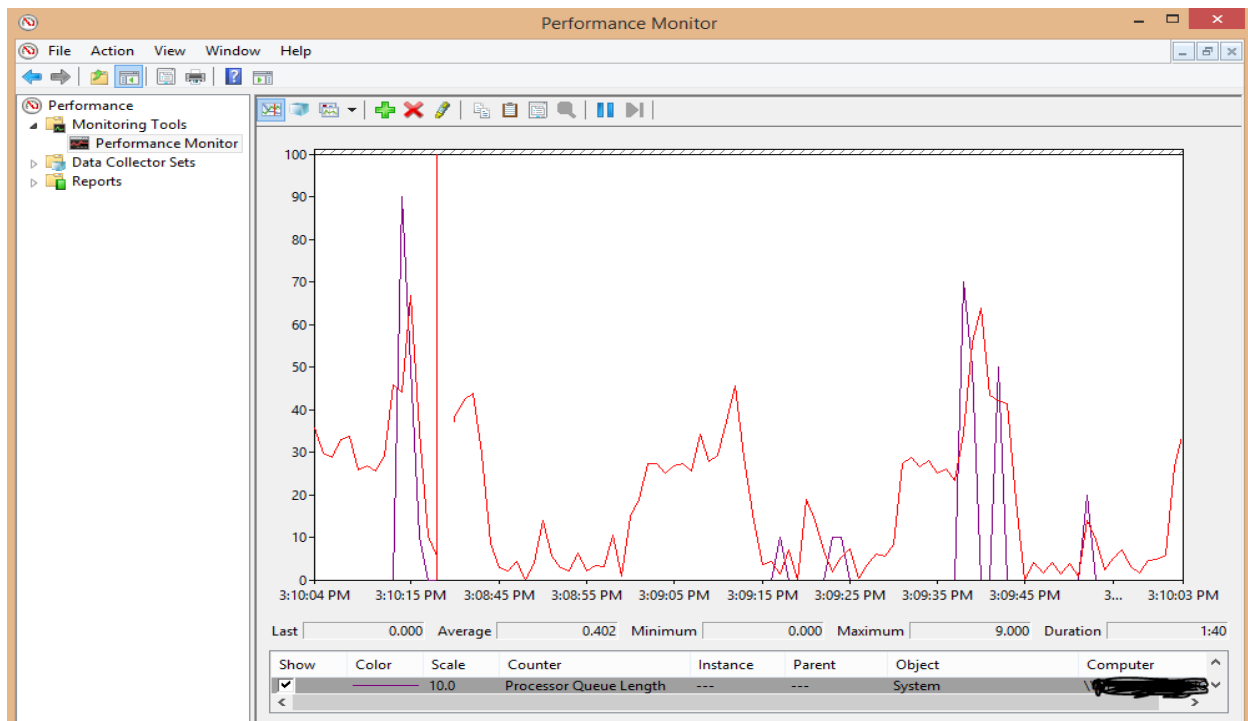 Performance Monitor
File Action View Window Help
Performance
Monitoring Tools
Performance Monitor
Data Collector Sets
Reports
100
90
80
70
60
50
40
30
20
10
0
3:10:04 PM 3:10:15 PM 3:08:45 PM 3:08:55 PM 3:09:05 PM 3:09:15 PM 3:09:25 PM 3:09:35 PM 3:09:45 PM 3... 3:10:03 PM
Last 0.000 Average 0.402 Minimum 0.000 Maximum 9.000 Duration 1:40
Show Color Scale Counter Instance Parent Object Computer
10.0 Processor Queue Length --- --- System